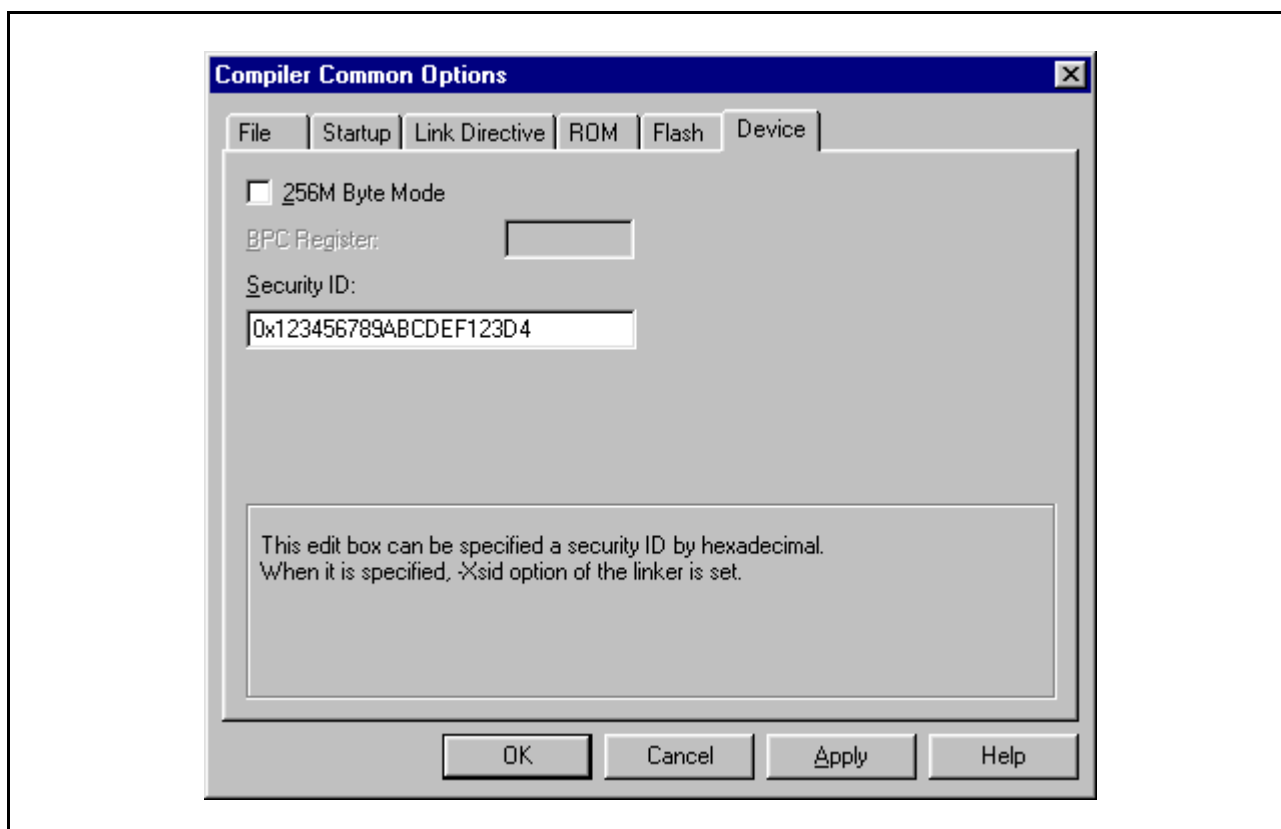 Compiler Common Options
File Startup Link Directive ROM Flash Device
256M Byte Mode
BPC Register:
Security ID:
0x123456789ABCDEF123D4
This edit box can be specified a security ID by hexadecimal.
When it is specified, -Xsid option of the linker is set.
OK Cancel Apply Help